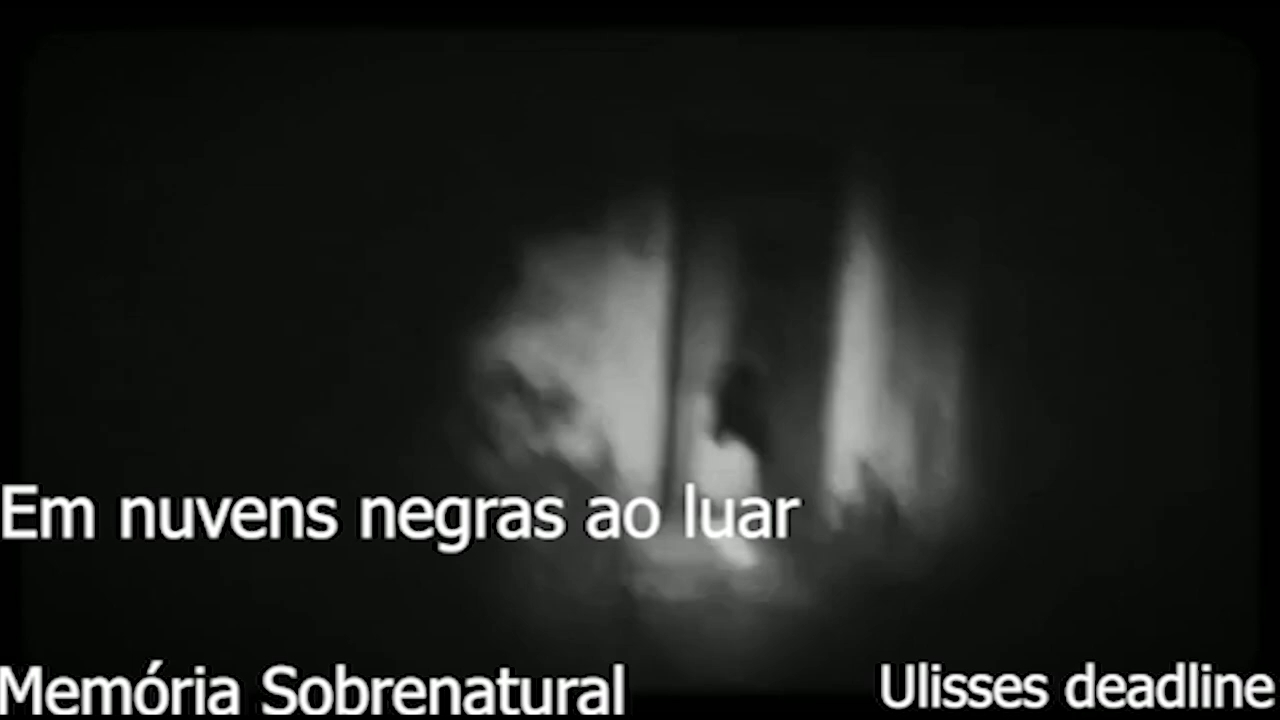 Em nuvens negras ao luar
Memória Sobrenatural
Ulisses deadline